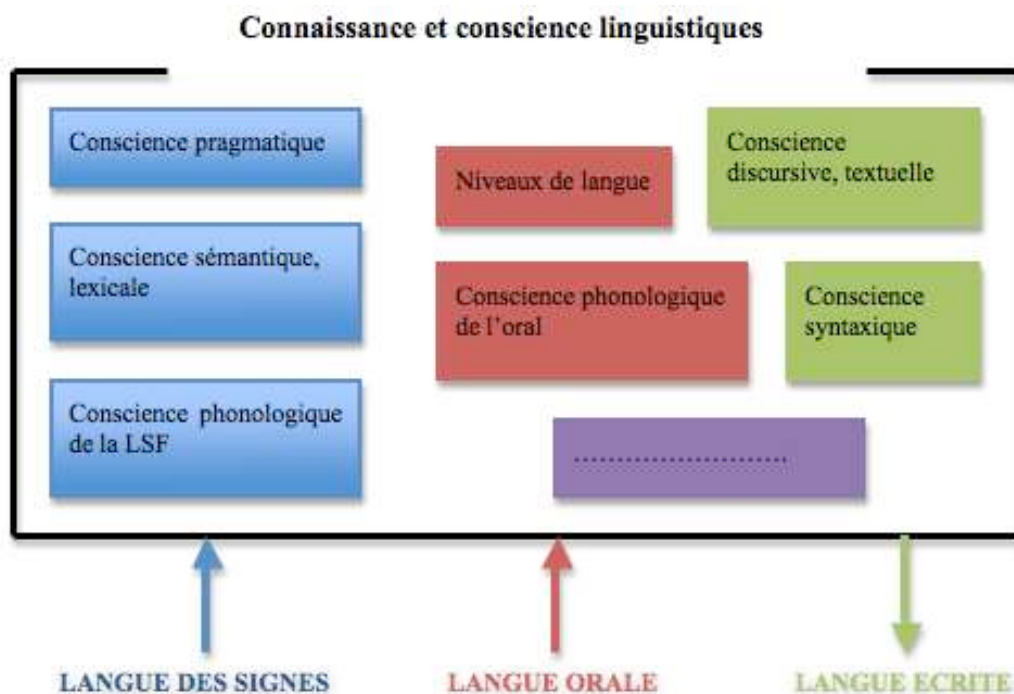 Connaissance et conscience linguistiques
Conscience pragmatique
Conscience sémantique,
lexicale
Conscience phonologique
de la LSF
Niveaux de langue
Conscience phonologique
de l'oral
Conscience
discursive, textuelle
Conscience
syntaxique
..........................
LANGUE DES SIGNES
LANGUE ORALE
LANGUE ECRITE